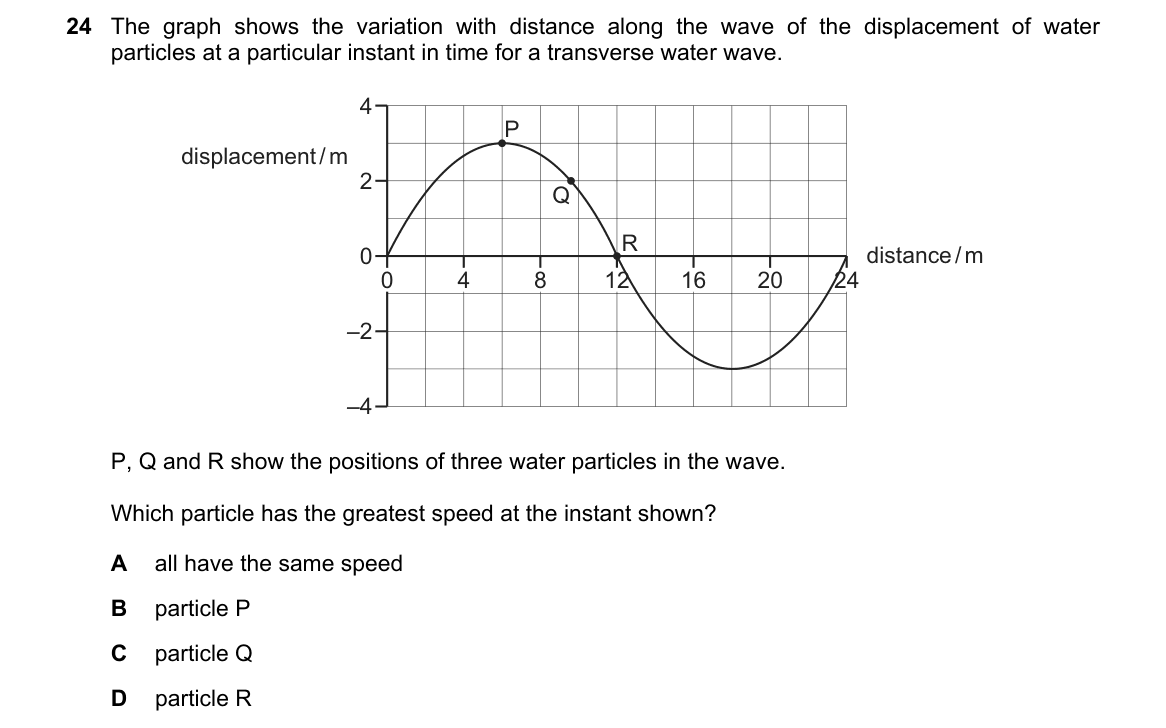 24 The graph shows the variation with distance along the wave of the displacement of water
particles at a particular instant in time for a transverse water wave.
4
P
displacement / m
2
Q
R
0
distance / m
0 4 8 12 16 20 24
–2
–4
P, Q and R show the positions of three water particles in the wave.
Which particle has the greatest speed at the instant shown?
A all have the same speed
B particle P
C particle Q
D particle R